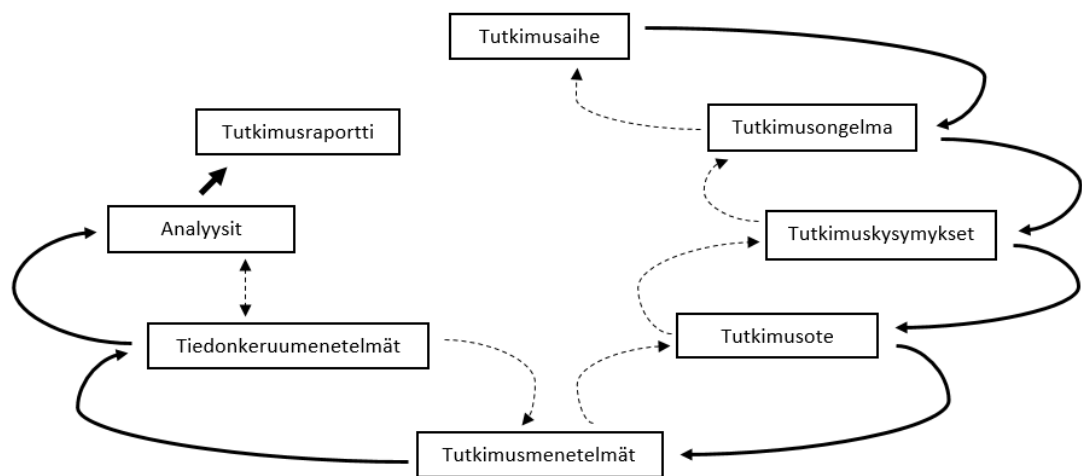 Tutkimusaihe
Tutkimusraportti
Tutkimusongelma
Analyysit
Tutkimuskysymykset
Tiedonkeruumenetelmät
Tutkimusote
Tutkimusmenetelmät